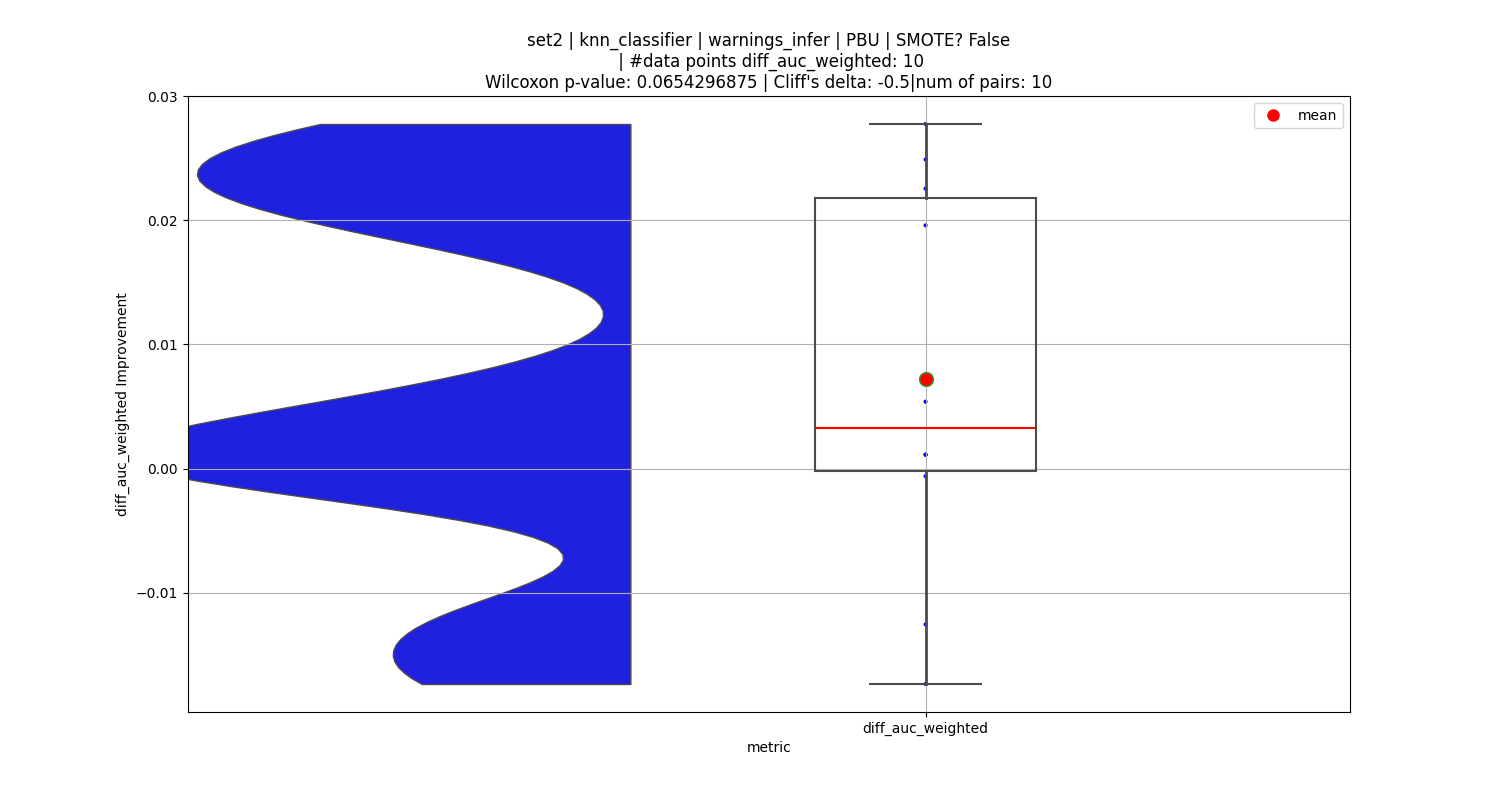 set2 | knn_classifier | warnings_infer | PBU | SMOTE? False
| #data points diff_auc_weighted: 10
Wilcoxon p-value: 0.0654296875 | Cliff's delta: -0.5|num of pairs: 10
mean
0.03
0.02
0.01
0.00
−0.01
diff_auc_weighted Improvement
diff_auc_weighted
metric